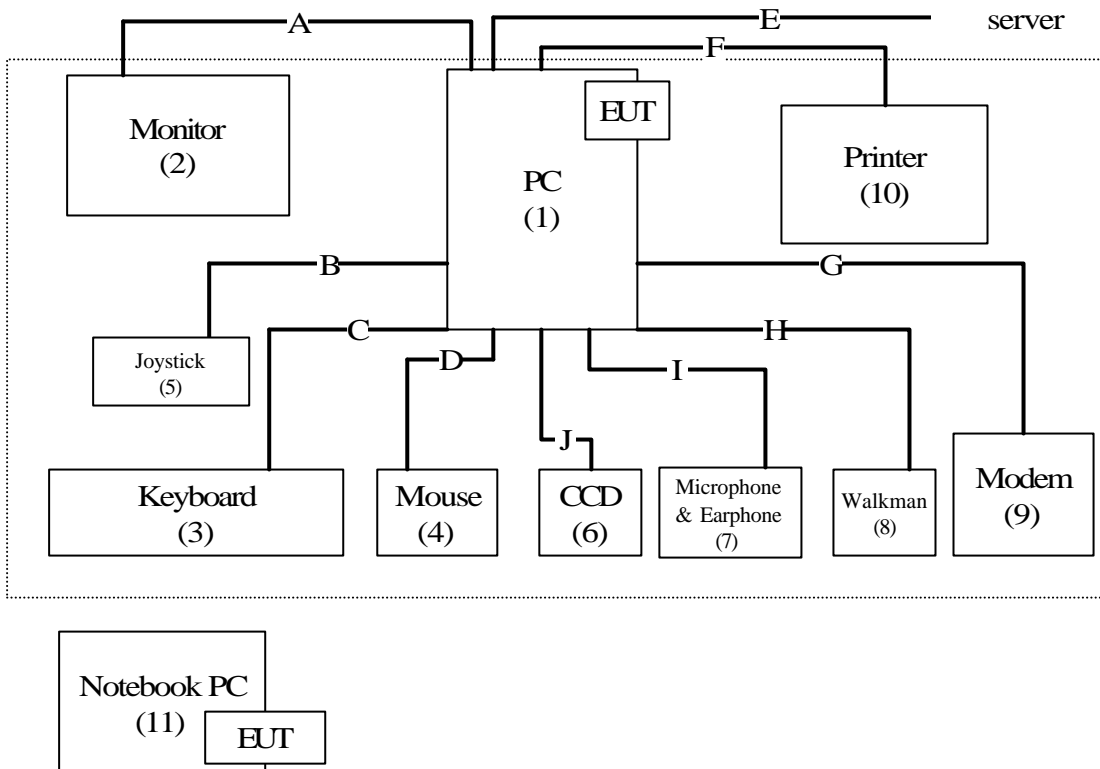 A
E
server
F
EUT
Monitor
(2)
Printer
(10)
PC
(1)
B
G
C
H
Joystick
(5)
D
I
J
Keyboard
(3)
Mouse
(4)
CCD
(6)
Microphone
& Earphone
(7)
Walkman
(8)
Modem
(9)
Notebook PC
(11)
EUT